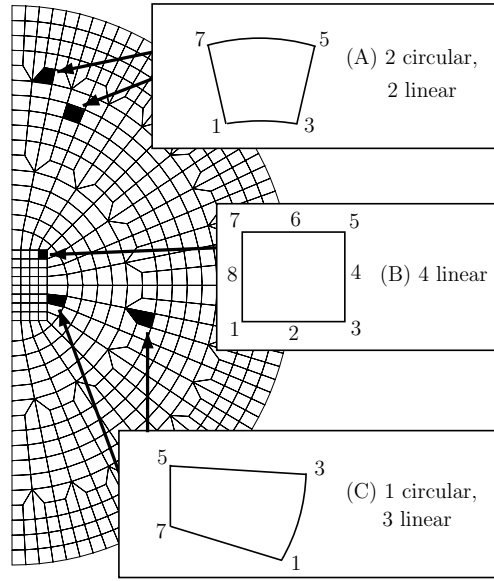 7 5
(A) 2 circular,
2 linear
1 3
7 6 5
8 4 (B) 4 linear
1 2 3
5 3
(C) 1 circular,
3 linear
7
1